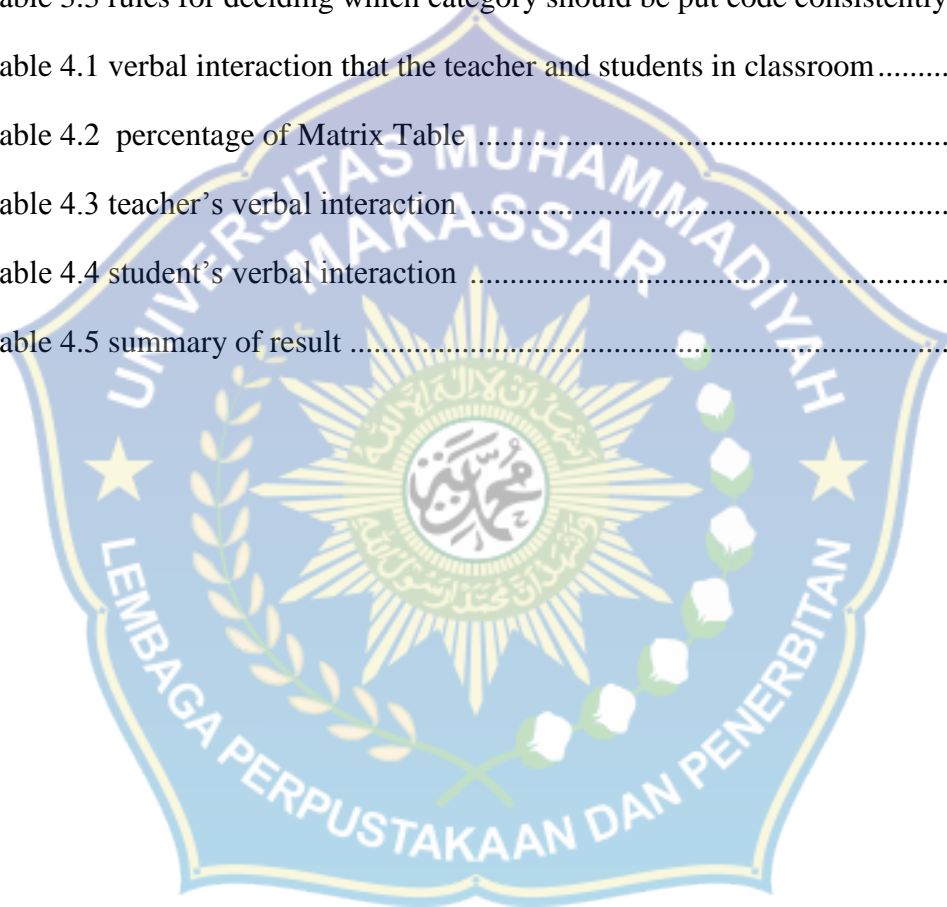 able 3.3 rules for deciding which category should be put code consistently
able 4.1 verbal interaction that the teacher and students in classroom.........
able 4.2 percentage of Matrix Table .......................................................
able 4.3 teacher’s verbal interaction ........................................................
able 4.4 student’s verbal interaction ........................................................
able 4.5 summary of result .......................................................................
UNIVERSITAS MUHAMMADIYAH
MAKASSAR
LEMBAGA PERPUSTAKAAN DAN PENERBITAN